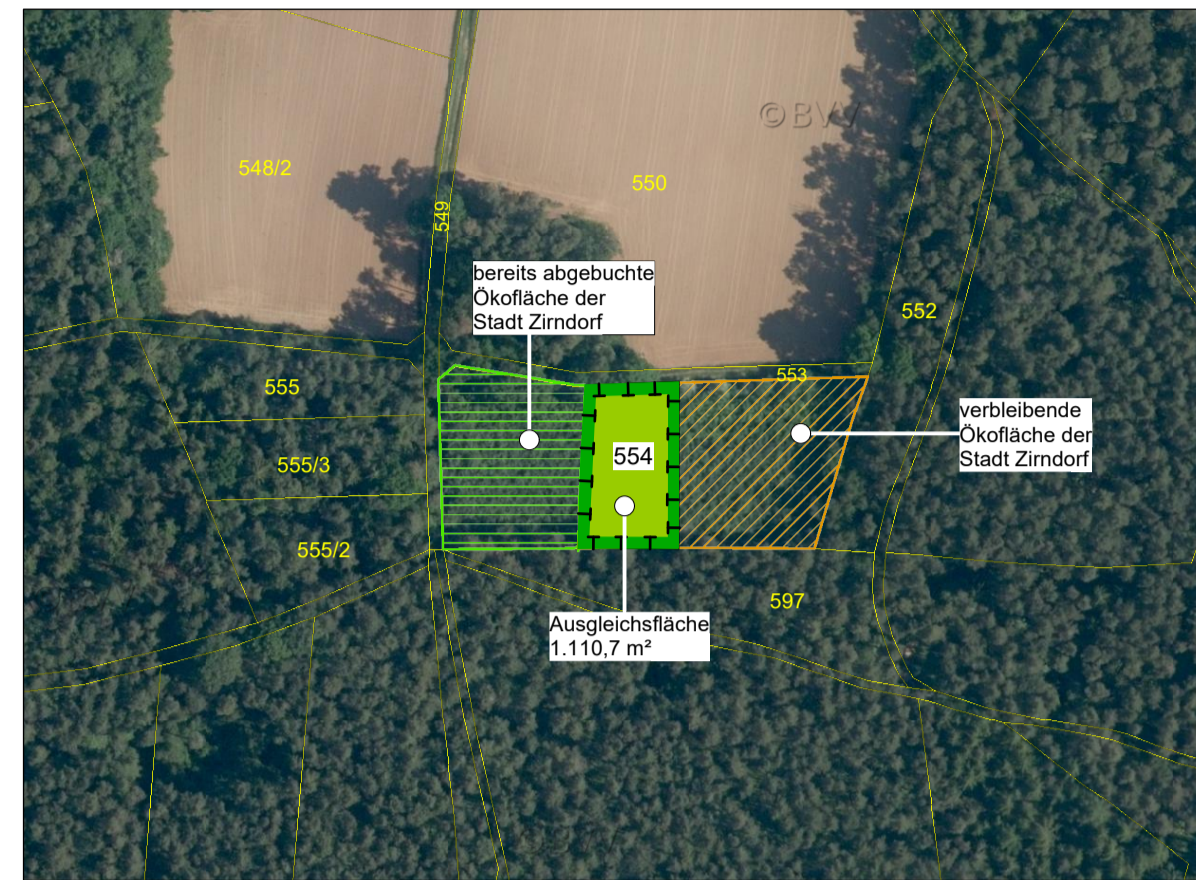 ©BVV
548/2
550
549
bereits abgebuchte
Ökofläche der
Stadt Zirndorf
552
553
555
verbleibende
Ökofläche der
Stadt Zirndorf
554
555/3
555/2
597
Ausgleichsfläche
1.110,7 m²